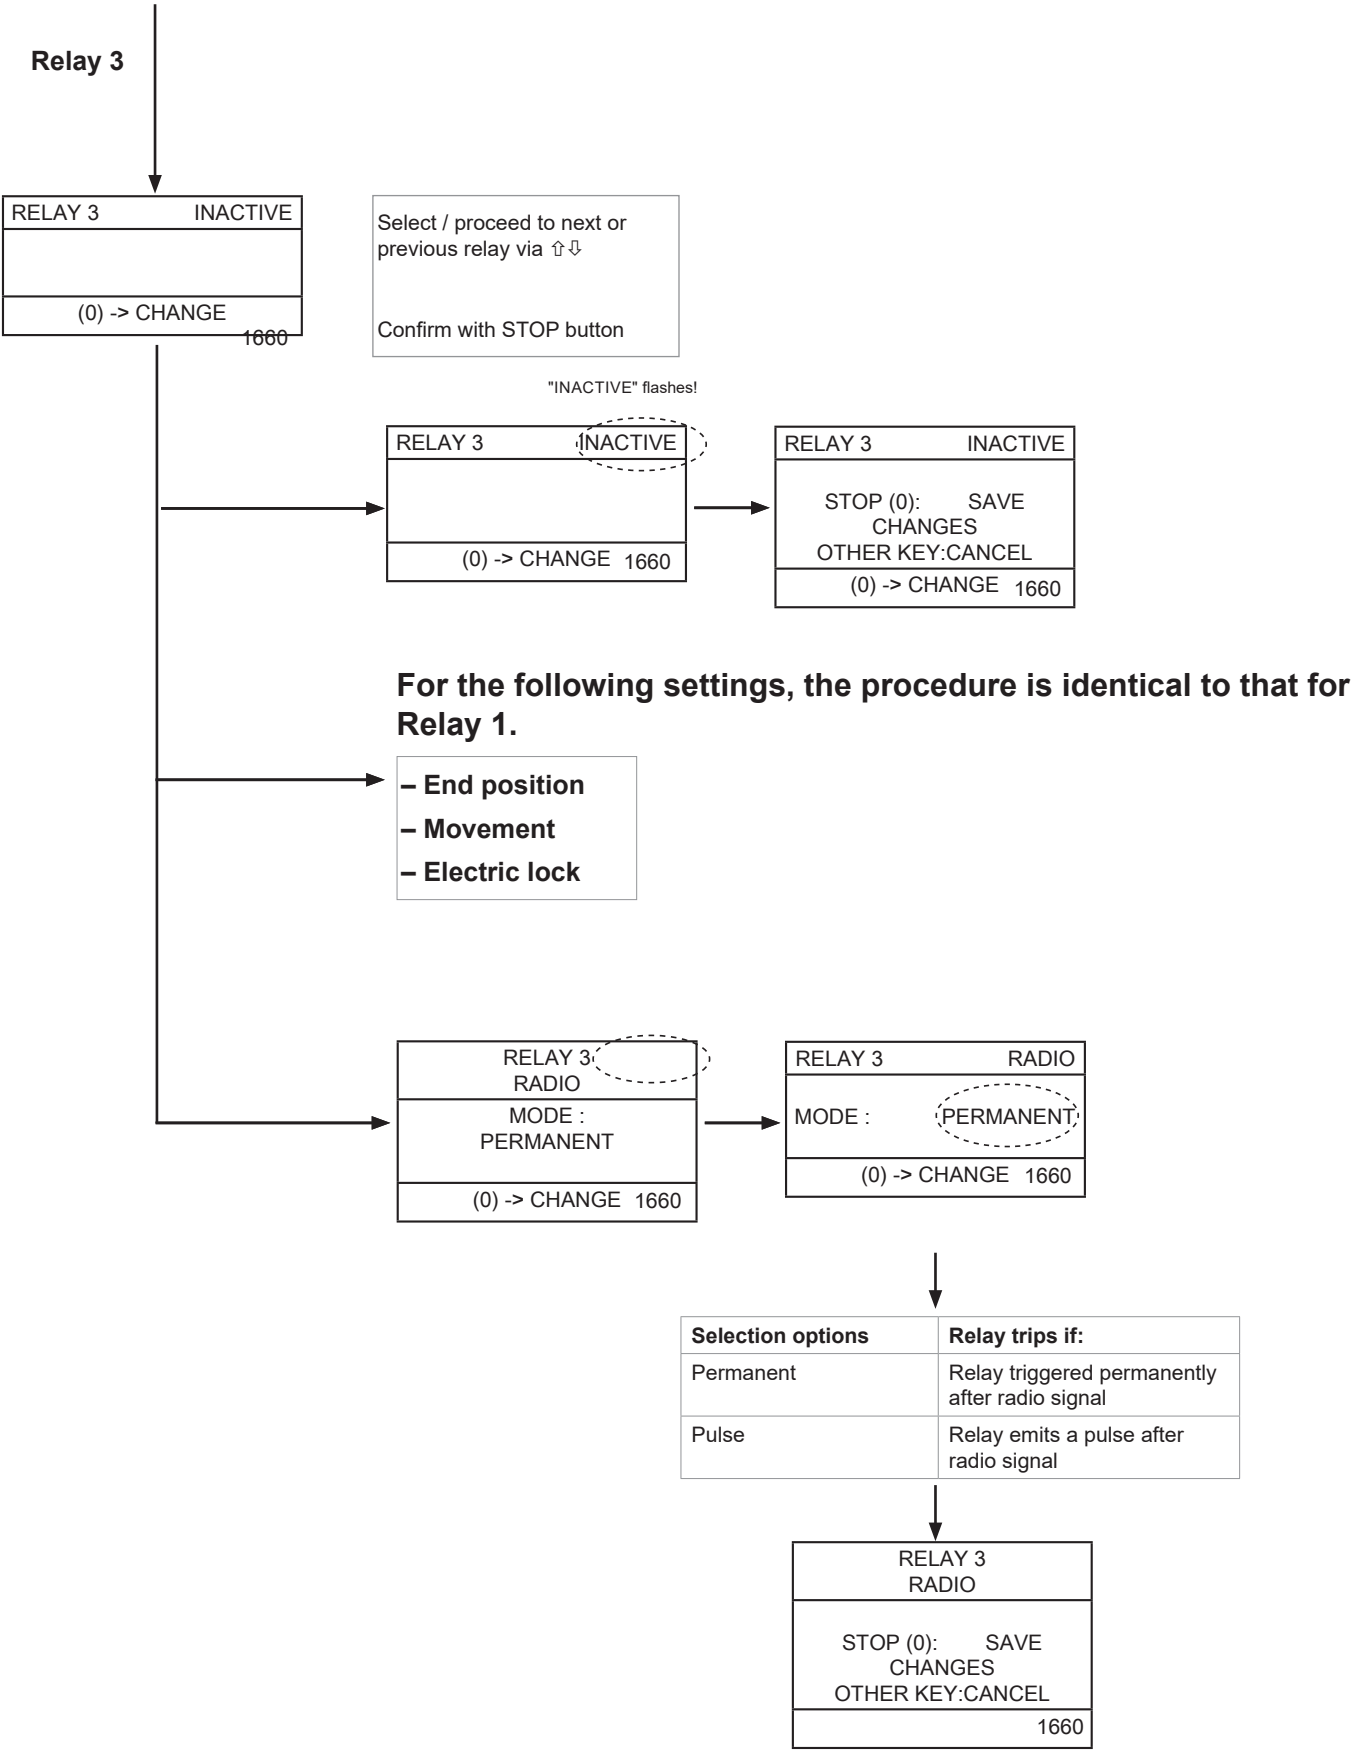 Relay 3
RELAY 3 INACTIVE
(0) -> CHANGE
1660
Select / proceed to next or
previous relay via ⇧⇩
Confirm with STOP button
"INACTIVE" flashes!
RELAY 3 INACTIVE
(0) -> CHANGE 1660
RELAY 3 INACTIVE
STOP (0): SAVE
CHANGES
OTHER KEY:CANCEL
(0) -> CHANGE 1660
For the following settings, the procedure is identical to that for
Relay 1.
– End position
– Movement
– Electric lock
RELAY 3
RADIO
MODE :
PERMANENT
(0) -> CHANGE 1660
RELAY 3 RADIO
MODE : PERMANENT
(0) -> CHANGE 1660
Selection options Relay trips if:
Permanent Relay triggered permanently
after radio signal
Pulse Relay emits a pulse after
radio signal
RELAY 3
RADIO
STOP (0): SAVE
CHANGES
OTHER KEY:CANCEL
1660